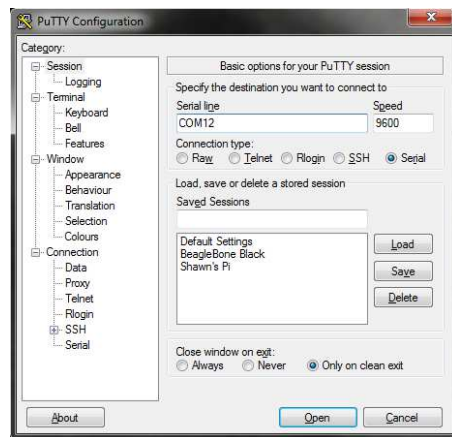 PuTTY Configuration
Category:
Session
Logging
Terminal
Keyboard
Bell
Features
Window
Appearance
Behaviour
Translation
Selection
Colours
Connection
Data
Proxy
Telnet
Rlogin
SSH
Serial
Basic options for your PuTTY session
Specify the destination you want to connect to
Serial line Speed
COM12 9600
Connection type:
Raw Telnet Rlogin SSH Serial
Load, save or delete a stored session
Saved Sessions
Default Settings
BeagleBone Black
Shawn's Pi
Load
Save
Delete
Close window on exit:
Always Never Only on clean exit
About Open Cancel